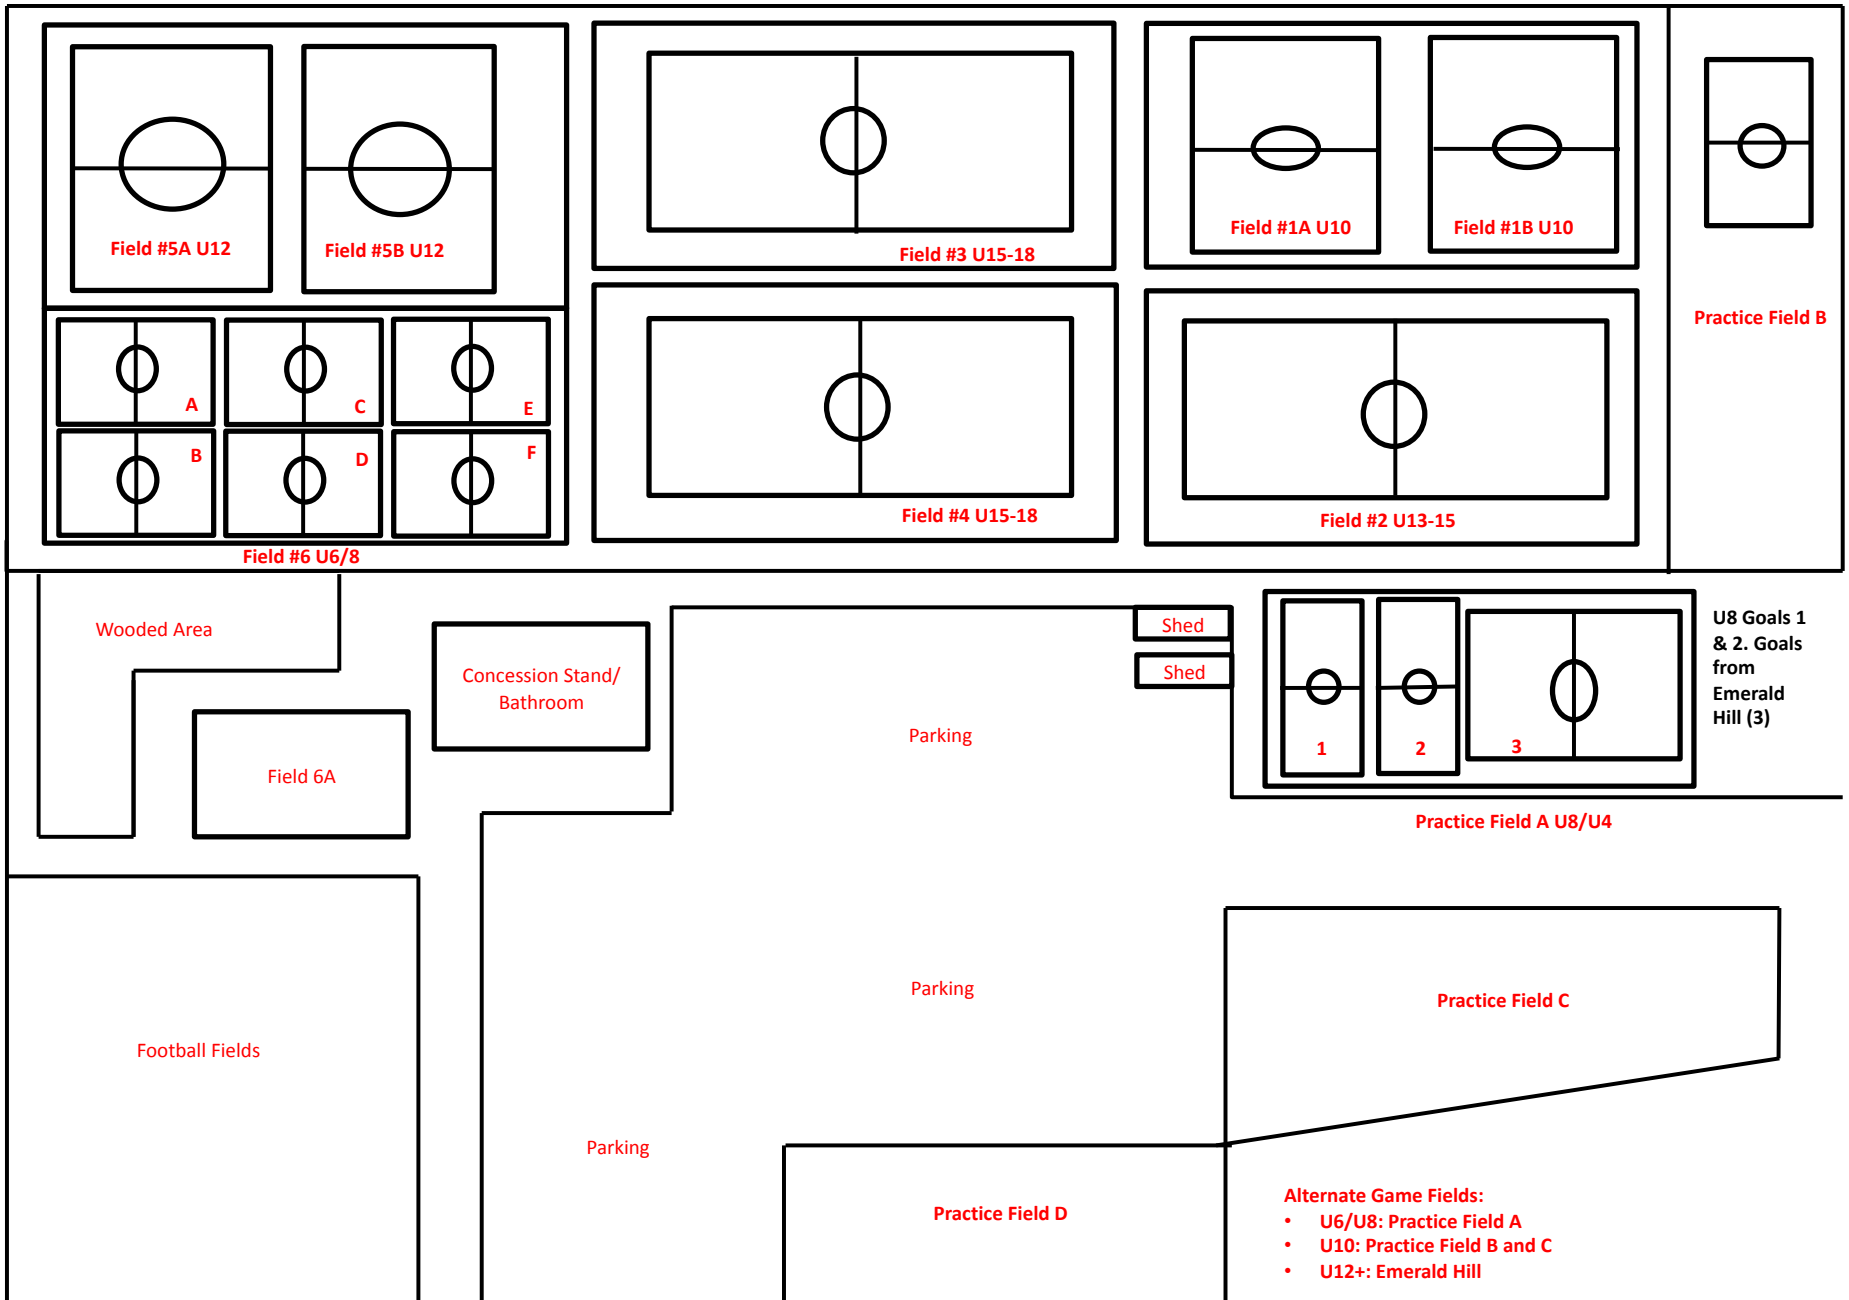 Field #5A U12
Field #5B U12
Field #3 U15-18
Field #1A U10
Field #1B U10
Practice Field B
A
C
E
B
D
F
Field #6 U6/8
Field #4 U15-18
Field #2 U13-15
Wooded Area
Concession Stand/
Bathroom
Field 6A
Shed
Shed
Parking
1
2
3
U8 Goals 1
& 2. Goals
from
Emerald
Hill (3)
Practice Field A U8/U4
Football Fields
Parking
Practice Field C
Parking
Practice Field D
Alternate Game Fields:
• U6/U8: Practice Field A
• U10: Practice Field B and C
• U12+: Emerald Hill